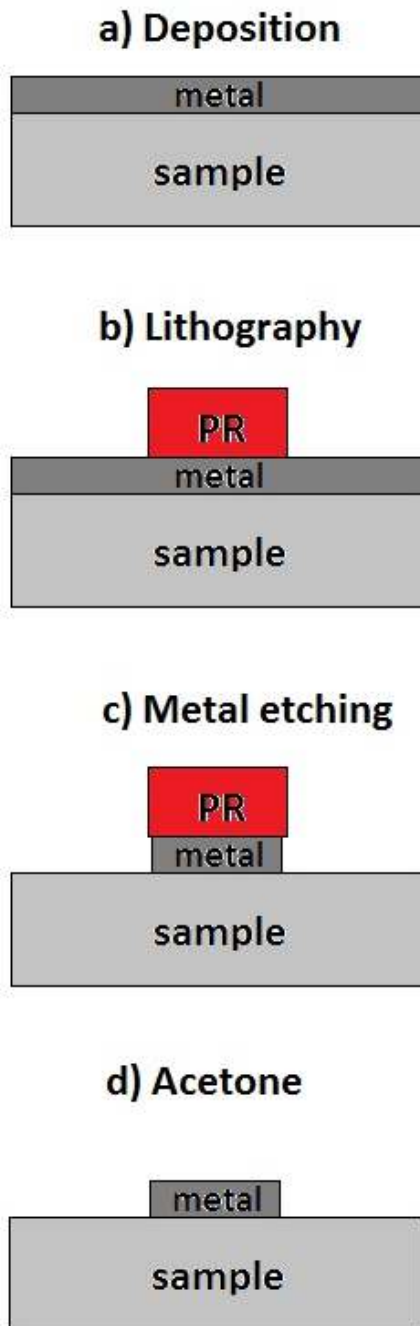 a) Deposition
metal
sample
b) Lithography
PR
metal
sample
c) Metal etching
PR
metal
sample
d) Acetone
metal
sample